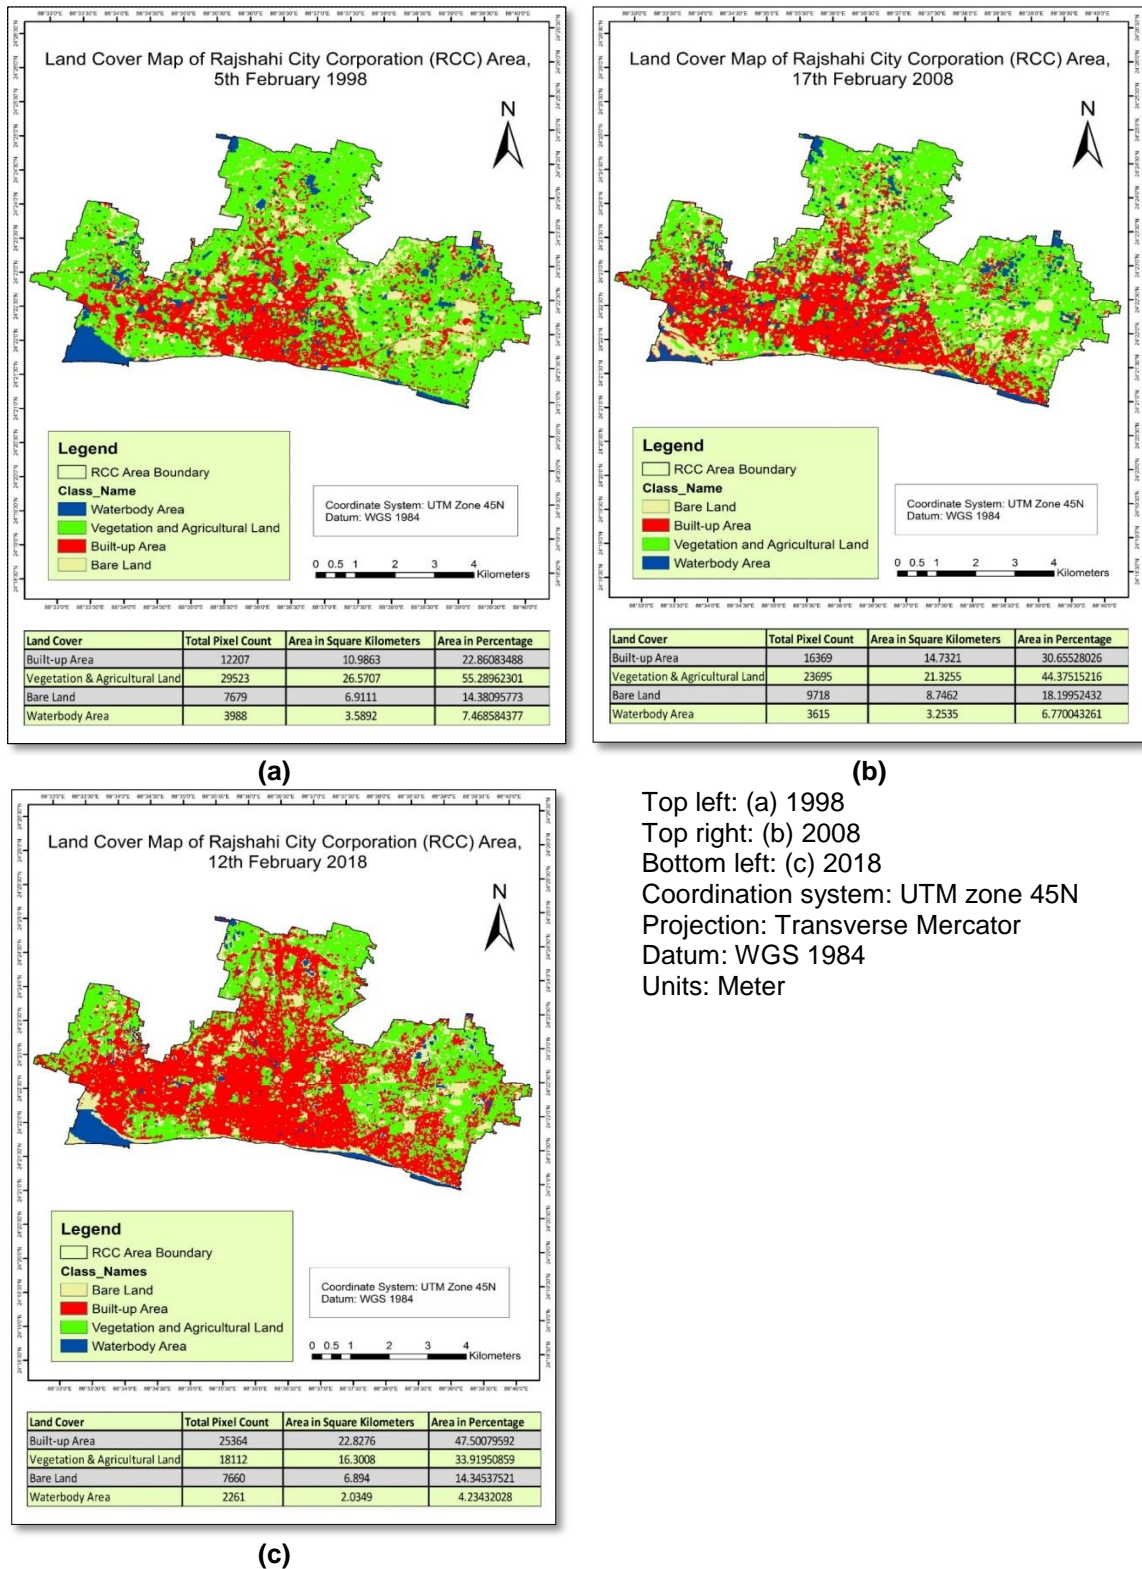 Land Cover Map of Rajshahi City Corporation (RCC) Area,
5th February 1998
N
Legend
RCC Area Boundary
Class_Name
Waterbody Area
Vegetation and Agricultural Land
Built-up Area
Bare Land
Coordinate System: UTM Zone 45N
Datum: WGS 1984
0 0.5 1 2 3 4
Kilometers
Land Cover Total Pixel Count Area in Square Kilometers Area in Percentage
Built-up Area 12207 10.9863 22.86083488
Vegetation & Agricultural Land 29523 26.5707 55.28962301
Bare Land 7679 6.9111 14.38095773
Waterbody Area 3988 3.5892 7.468584377
(a)
Land Cover Map of Rajshahi City Corporation (RCC) Area,
17th February 2008
N
Legend
RCC Area Boundary
Class_Name
Bare Land
Built-up Area
Vegetation and Agricultural Land
Waterbody Area
Coordinate System: UTM Zone 45N
Datum: WGS 1984
0 0.5 1 2 3 4
Kilometers
Land Cover Total Pixel Count Area in Square Kilometers Area in Percentage
Built-up Area 16369 14.7321 30.65528026
Vegetation & Agricultural Land 23695 21.3255 44.37515216
Bare Land 9718 8.7462 18.19952432
Waterbody Area 3615 3.2535 6.770043261
(b)
Land Cover Map of Rajshahi City Corporation (RCC) Area,
12th February 2018
N
Legend
RCC Area Boundary
Class_Names
Bare Land
Built-up Area
Vegetation and Agricultural Land
Waterbody Area
Coordinate System: UTM Zone 45N
Datum: WGS 1984
0 0.5 1 2 3 4
Kilometers
Land Cover Total Pixel Count Area in Square Kilometers Area in Percentage
Built-up Area 25364 22.8276 47.50079592
Vegetation & Agricultural Land 18112 16.3008 33.91950859
Bare Land 7660 6.894 14.34537521
Waterbody Area 2261 2.0349 4.23432028
(c)
Top left: (a) 1998
Top right: (b) 2008
Bottom left: (c) 2018
Coordination system: UTM zone 45N
Projection: Transverse Mercator
Datum: WGS 1984
Units: Meter